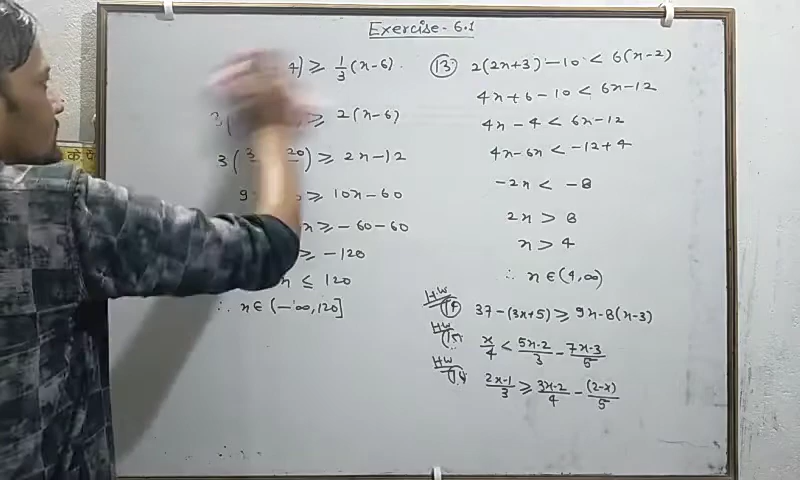 Exercise-6.1
4) ≥ 1/3 (x-6)
3( ≥ 2(x-6)
3(3 20) ≥ 2x-12
9 ≥ 10x-60
x ≥ -60-60
≥ -120
x ≤ 120
∴ x ∈ (-∞, 120]
(13) 2(2x+3)-10 < 6(x-2)
4x+6-10 < 6x-12
4x-4 < 6x-12
4x-6x < -12+4
-2x < -8
2x > 8
x > 4
∴ x ∈ (4, ∞)
HW
37-(3x+5) ≥ 9x-8(x-3)
HW
x/4 < (5x-2)/3 - (7x-3)/5
HW
(2x-1)/3 ≥ (3x-2)/4 - (2-x)/5